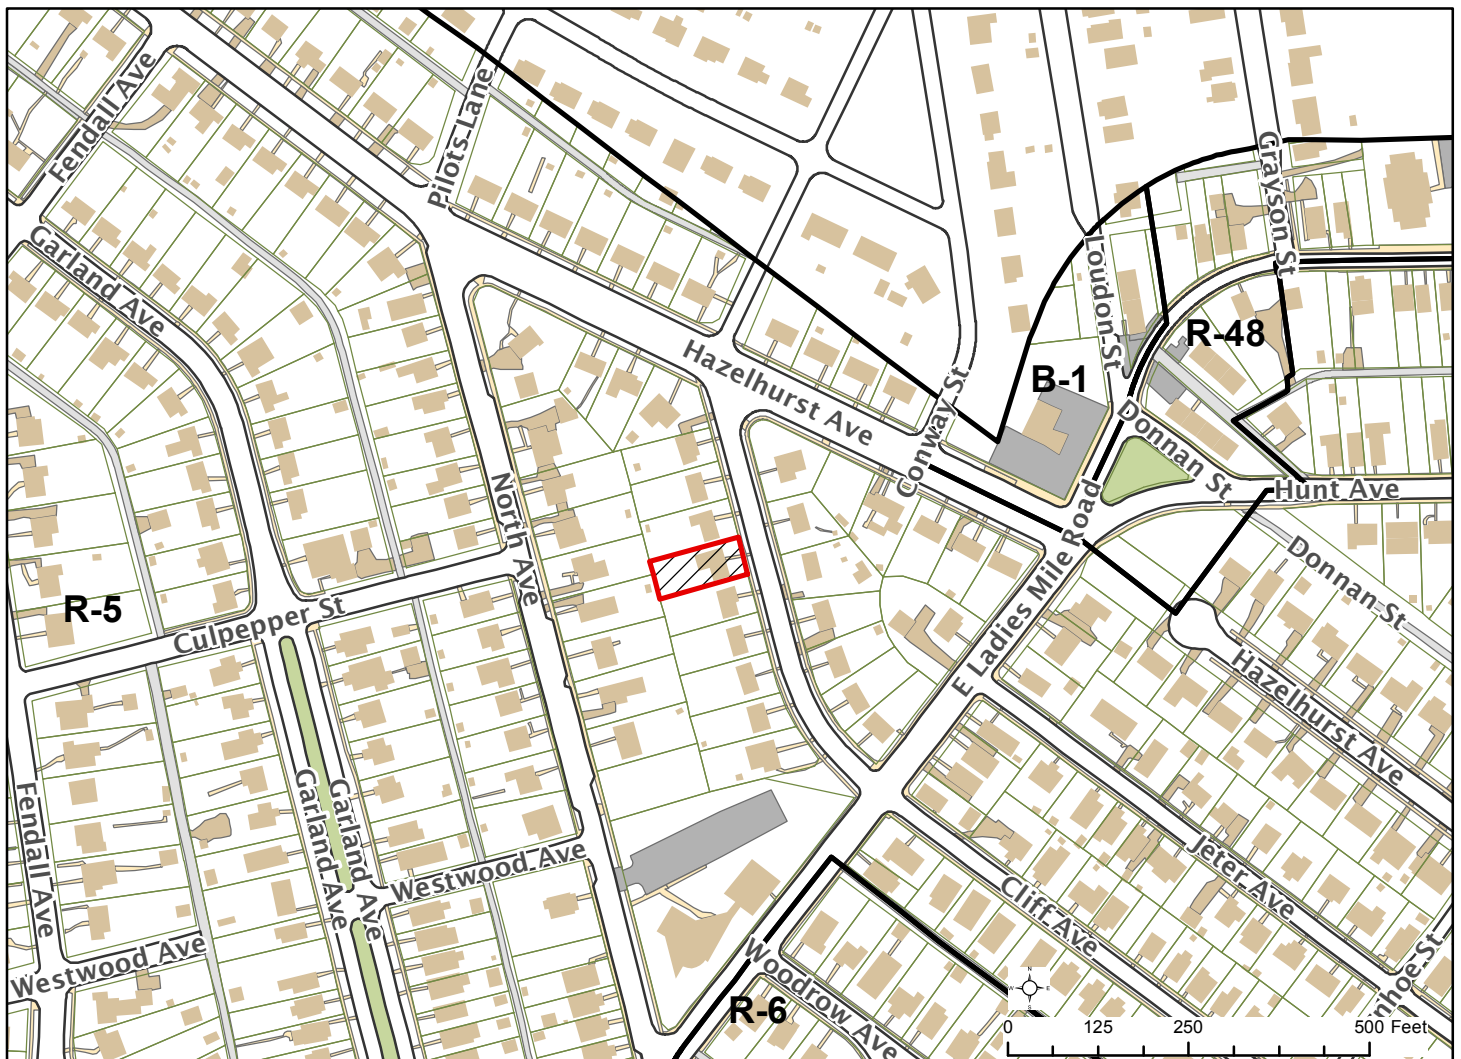 Fendall Ave
Pilots Lane
Grayson St
Garland Ave
Loudon St
R-48
Hazelhurst Ave
B-1
Conway St
Donnan St
North Ave
Hunt Ave
E Ladies Mile Road
Donnan St
R-5
Culpepper St
Hazelhurst Ave
Fendall Ave
Garland Ave
Garland Ave
Westwood Ave
Jeter Ave
Cliff Ave
Westwood Ave
Woodrow Ave
nhoe St
R-6
N
W
E
S
0 125 250 500 Feet